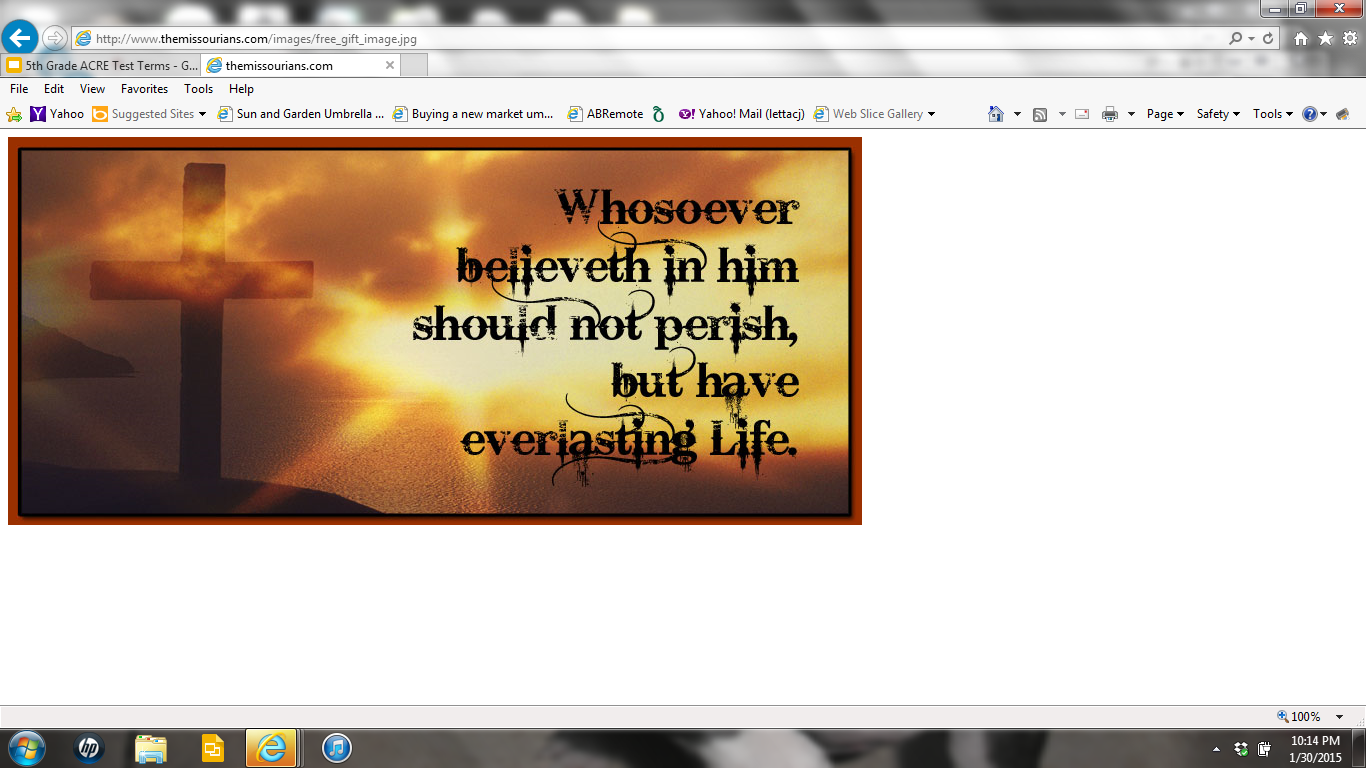 http://www.themissourians.com/images/free_gift_image.jpg
5th Grade ACRE Test Terms - G... themissourians.com
File Edit View Favorites Tools Help
Yahoo Suggested Sites Sun and Garden Umbrella ... Buying a new market um... ABRemote Yahoo! Mail (lettacj) Web Slice Gallery Page Safety Tools
Whosoever
believeth in him
should not perish,
but have
everlasting Life.
100%
hp
10:14 PM
1/30/2015